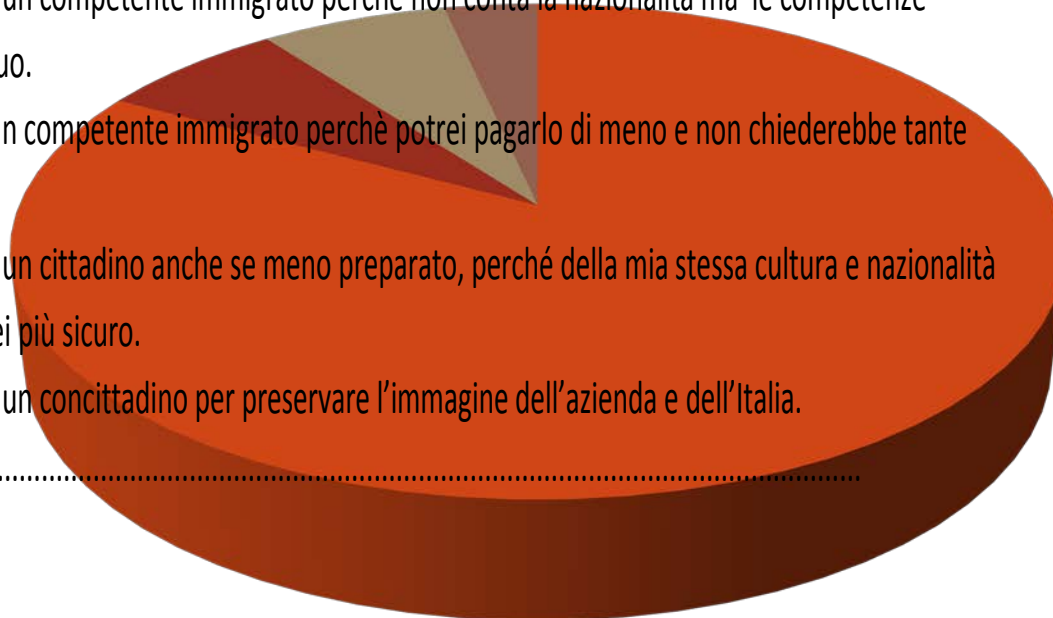 un competente immigrato perché non conta la nazionalità ma le competenze
uo.
n competente immigrato perchè potrei pagarlo di meno e non chiederebbe tante
un cittadino anche se meno preparato, perché della mia stessa cultura e nazionalità
ei più sicuro.
un concittadino per preservare l’immagine dell’azienda e dell’Italia.
........................................................................................................................